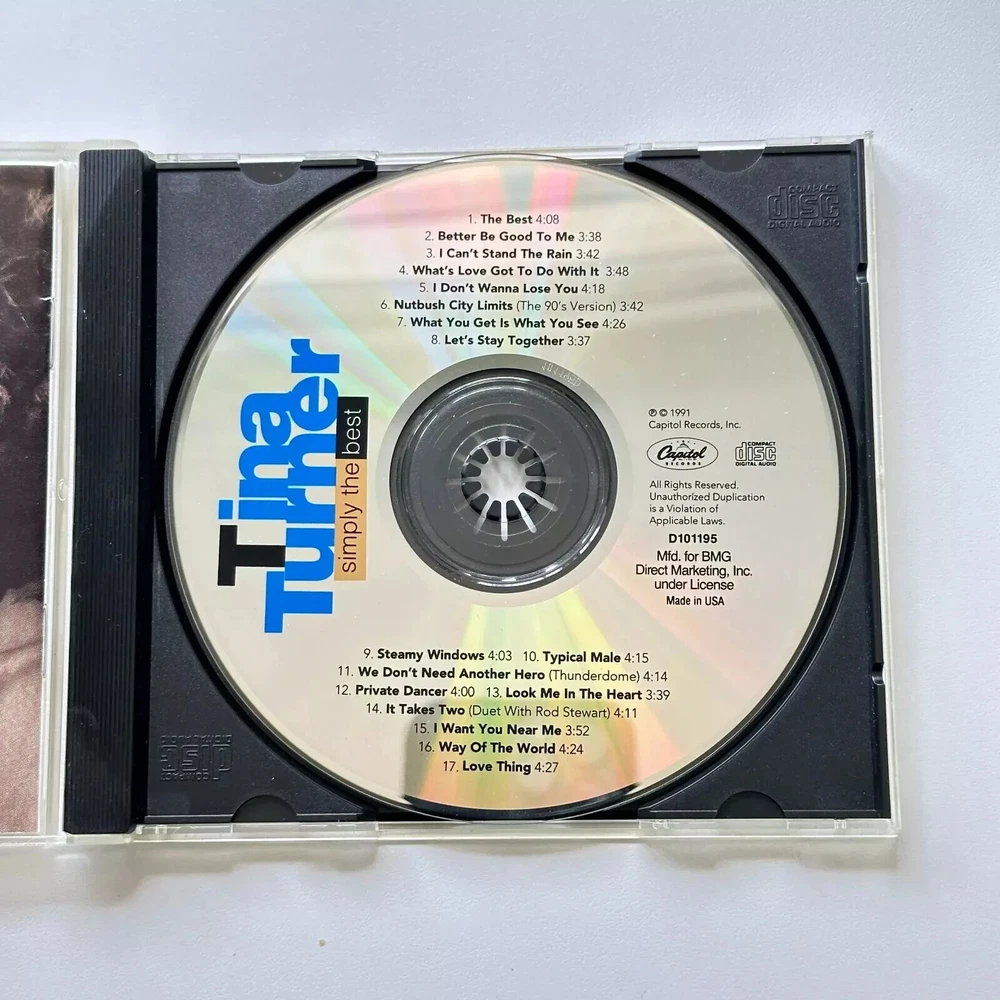 1. The Best 4:08
2. Better Be Good To Me 3:38
3. I Can't Stand The Rain 3:42
4. What's Love Got To Do With It 3:48
5. I Don't Wanna Lose You 4:18
6. Nutbush City Limits (The 90's Version) 3:42
7. What You Get Is What You See 4:26
8. Let's Stay Together 3:37
Tina
Turner
simply the best
℗ © 1991
Capitol Records, Inc.
Capitol
RECORDS
COMPACT
disc
DIGITAL AUDIO
All Rights Reserved.
Unauthorized Duplication
is a Violation of
Applicable Laws.
D101195
Mfd. for BMG
Direct Marketing, Inc.
under License
Made in USA
9. Steamy Windows 4:03 10. Typical Male 4:15
11. We Don't Need Another Hero (Thunderdome) 4:14
12. Private Dancer 4:00 13. Look Me In The Heart 3:39
14. It Takes Two (Duet With Rod Stewart) 4:11
15. I Want You Near Me 3:52
16. Way Of The World 4:24
17. Love Thing 4:27
COMPACT
disc
DIGITAL AUDIO
COMPACT
disc
DIGITAL AUDIO